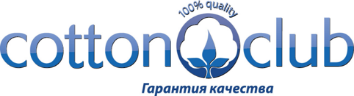 100% quality
cotton club
Гарантия качества